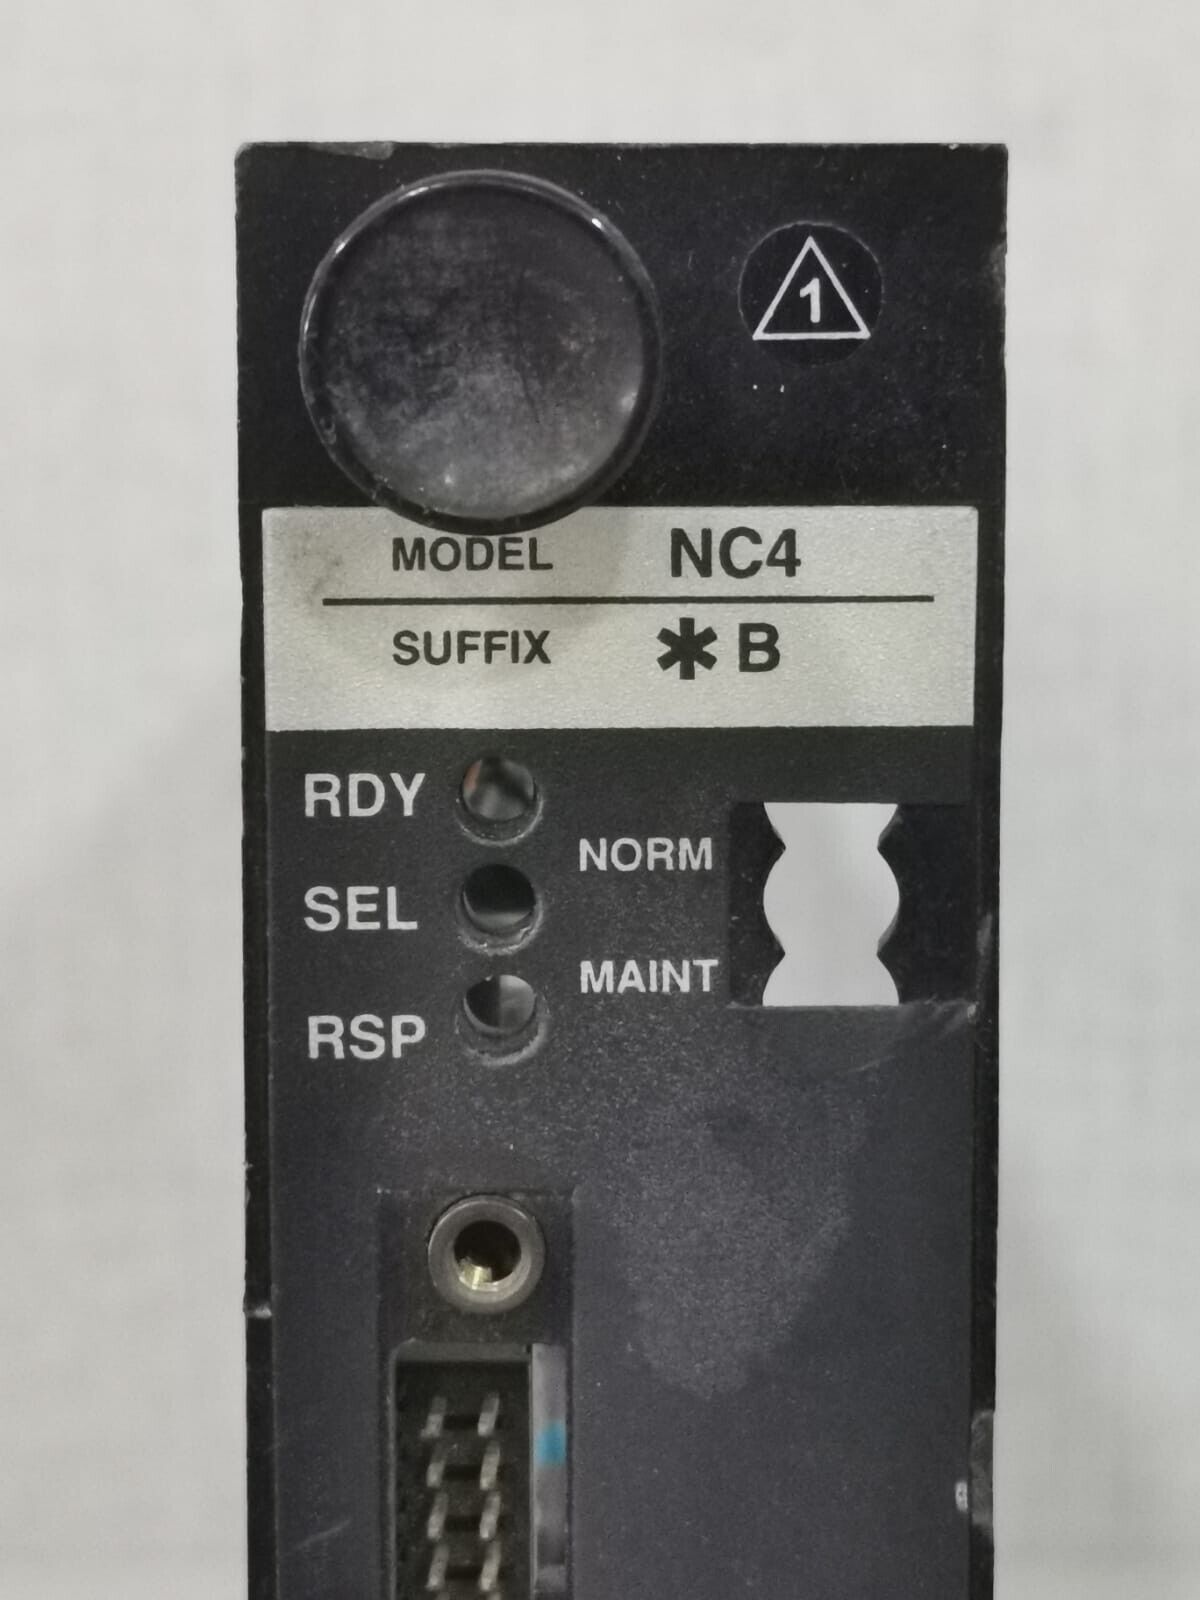 1
MODEL NC4
SUFFIX *B
RDY
NORM
SEL
MAINT
RSP